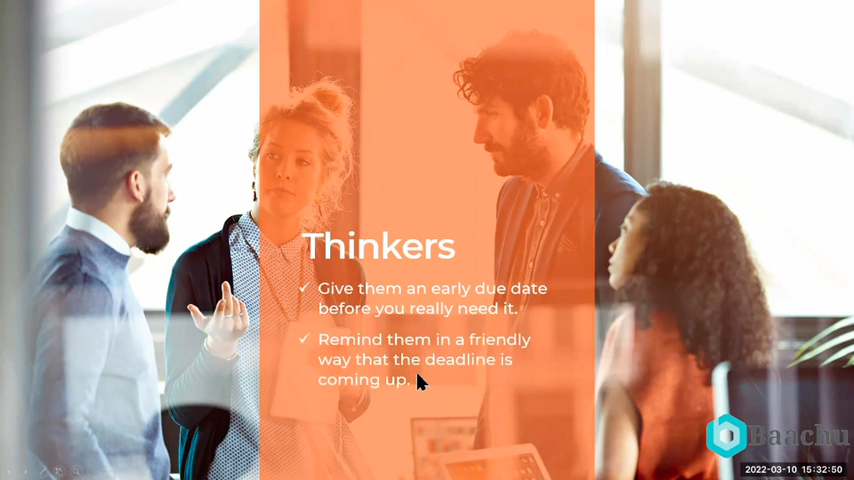 Thinkers
✓ Give them an early due date
before you really need it.
✓ Remind them in a friendly
way that the deadline is
coming up.
Baachu
2022-03-10 15:32:50